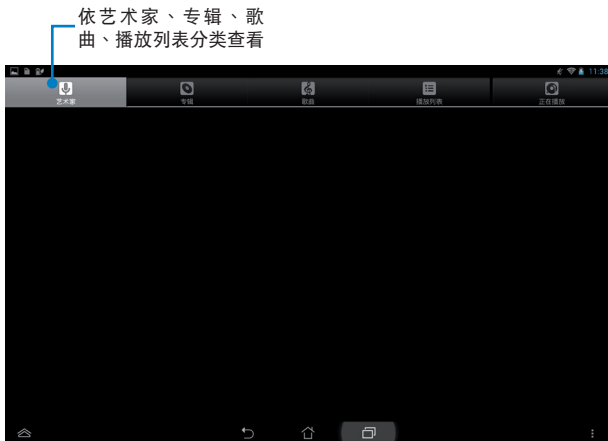 依艺术家、专辑、歌
曲、播放列表分类查看
11:38
艺术家
专辑
歌曲
播放列表
正在播放